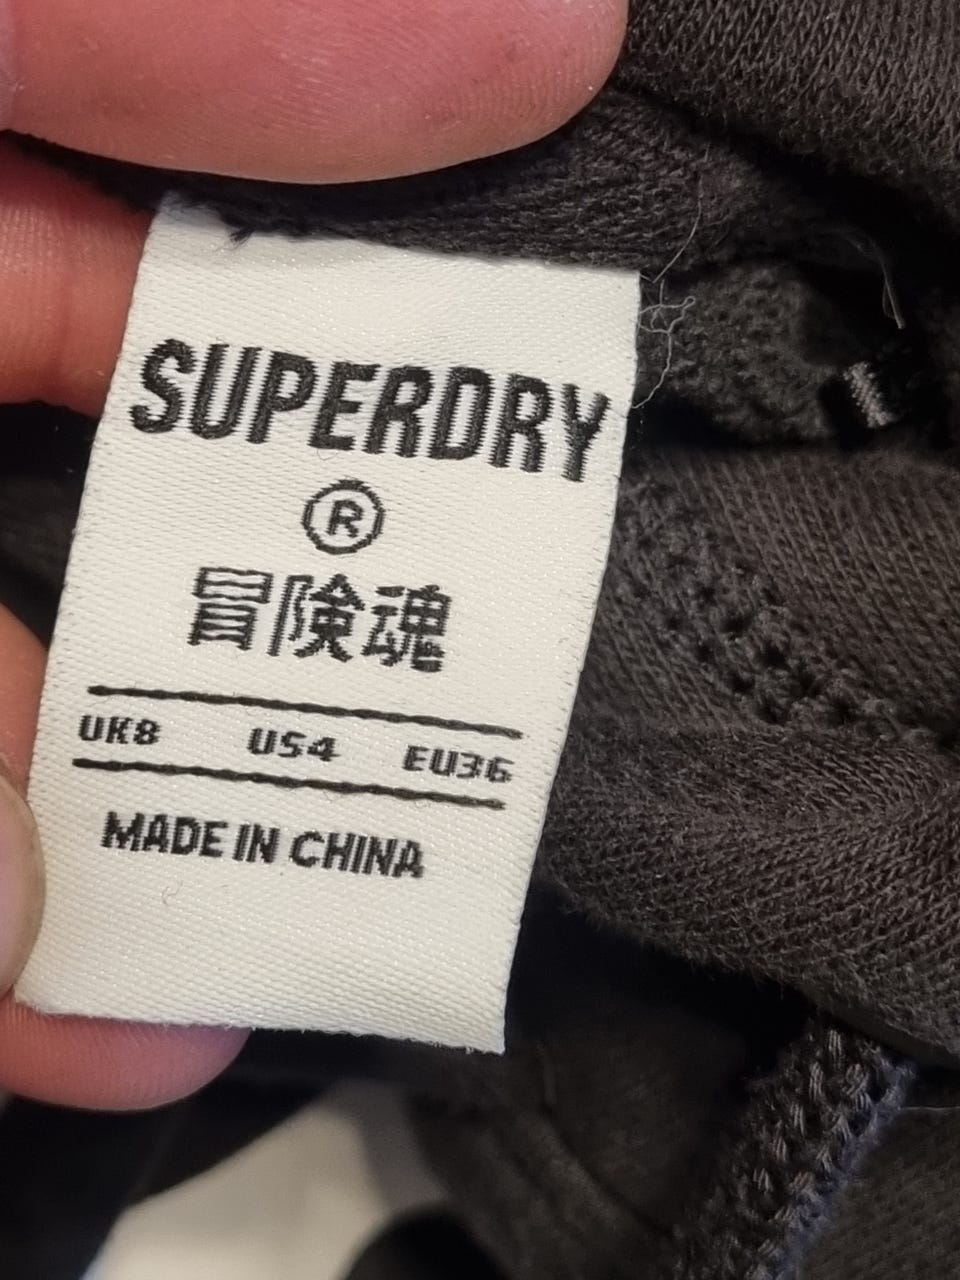 SUPERDRY
®
冒険魂
UK8 US4 EU36
MADE IN CHINA